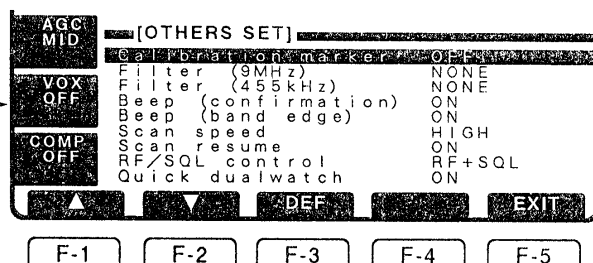 AGC
MID
[OTHERS SET]
Calibration marker OFF
Filter (9MHz) NONE
Filter (455kHz) NONE
VOX
OFF
Beep (confirmation) ON
Beep (band edge) ON
Scan speed HIGH
Scan resume ON
COMP
OFF
RF/SQL control RF+SQL
Quick dualwatch ON
▲ ▼ DEF EXIT
F-1 F-2 F-3 F-4 F-5